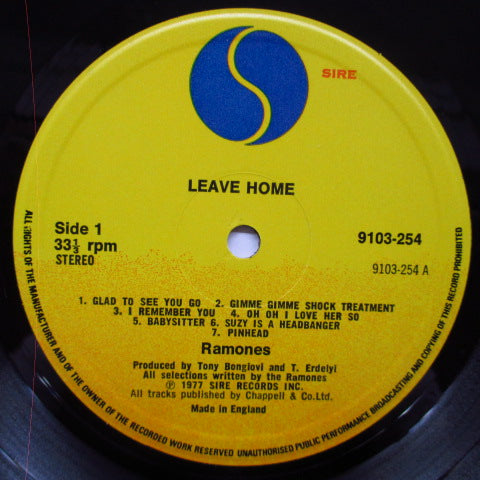 SIRE
LEAVE HOME
Side 1
33⅓ rpm
STEREO
9103-254
9103-254 A
1. GLAD TO SEE YOU GO 2. GIMME GIMME SHOCK TREATMENT
3. I REMEMBER YOU 4. OH OH I LOVE HER SO
5. BABYSITTER 6. SUZY IS A HEADBANGER
7. PINHEAD
Ramones
Produced by Tony Bongiovi and T. Erdelyi
All selections written by the Ramones
℗ 1977 SIRE RECORDS INC.
All tracks published by Chappell & Co.Ltd.
Made in England
ALL RIGHTS OF THE MANUFACTURER AND OF THE OWNER OF THE RECORDED WORK RESERVED UNAUTHORISED PUBLIC PERFORMANCE BROADCASTING AND COPYING OF THIS RECORD PROHIBITED